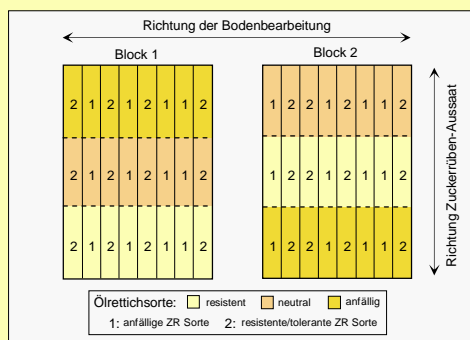 Richtung der Bodenbearbeitung
Block 1
Block 2
2 1 2 1 2 1 1 2
2 1 2 1 2 1 1 2
2 1 2 1 2 1 1 2
1 2 2 1 2 1 1 2
1 2 2 1 2 1 1 2
1 2 2 1 2 1 1 2
Richtung Zuckerrüben-Aussaat
Ölrettichsorte: resistent neutral anfällig
1: anfällige ZR Sorte 2: resistente/tolerante ZR Sorte